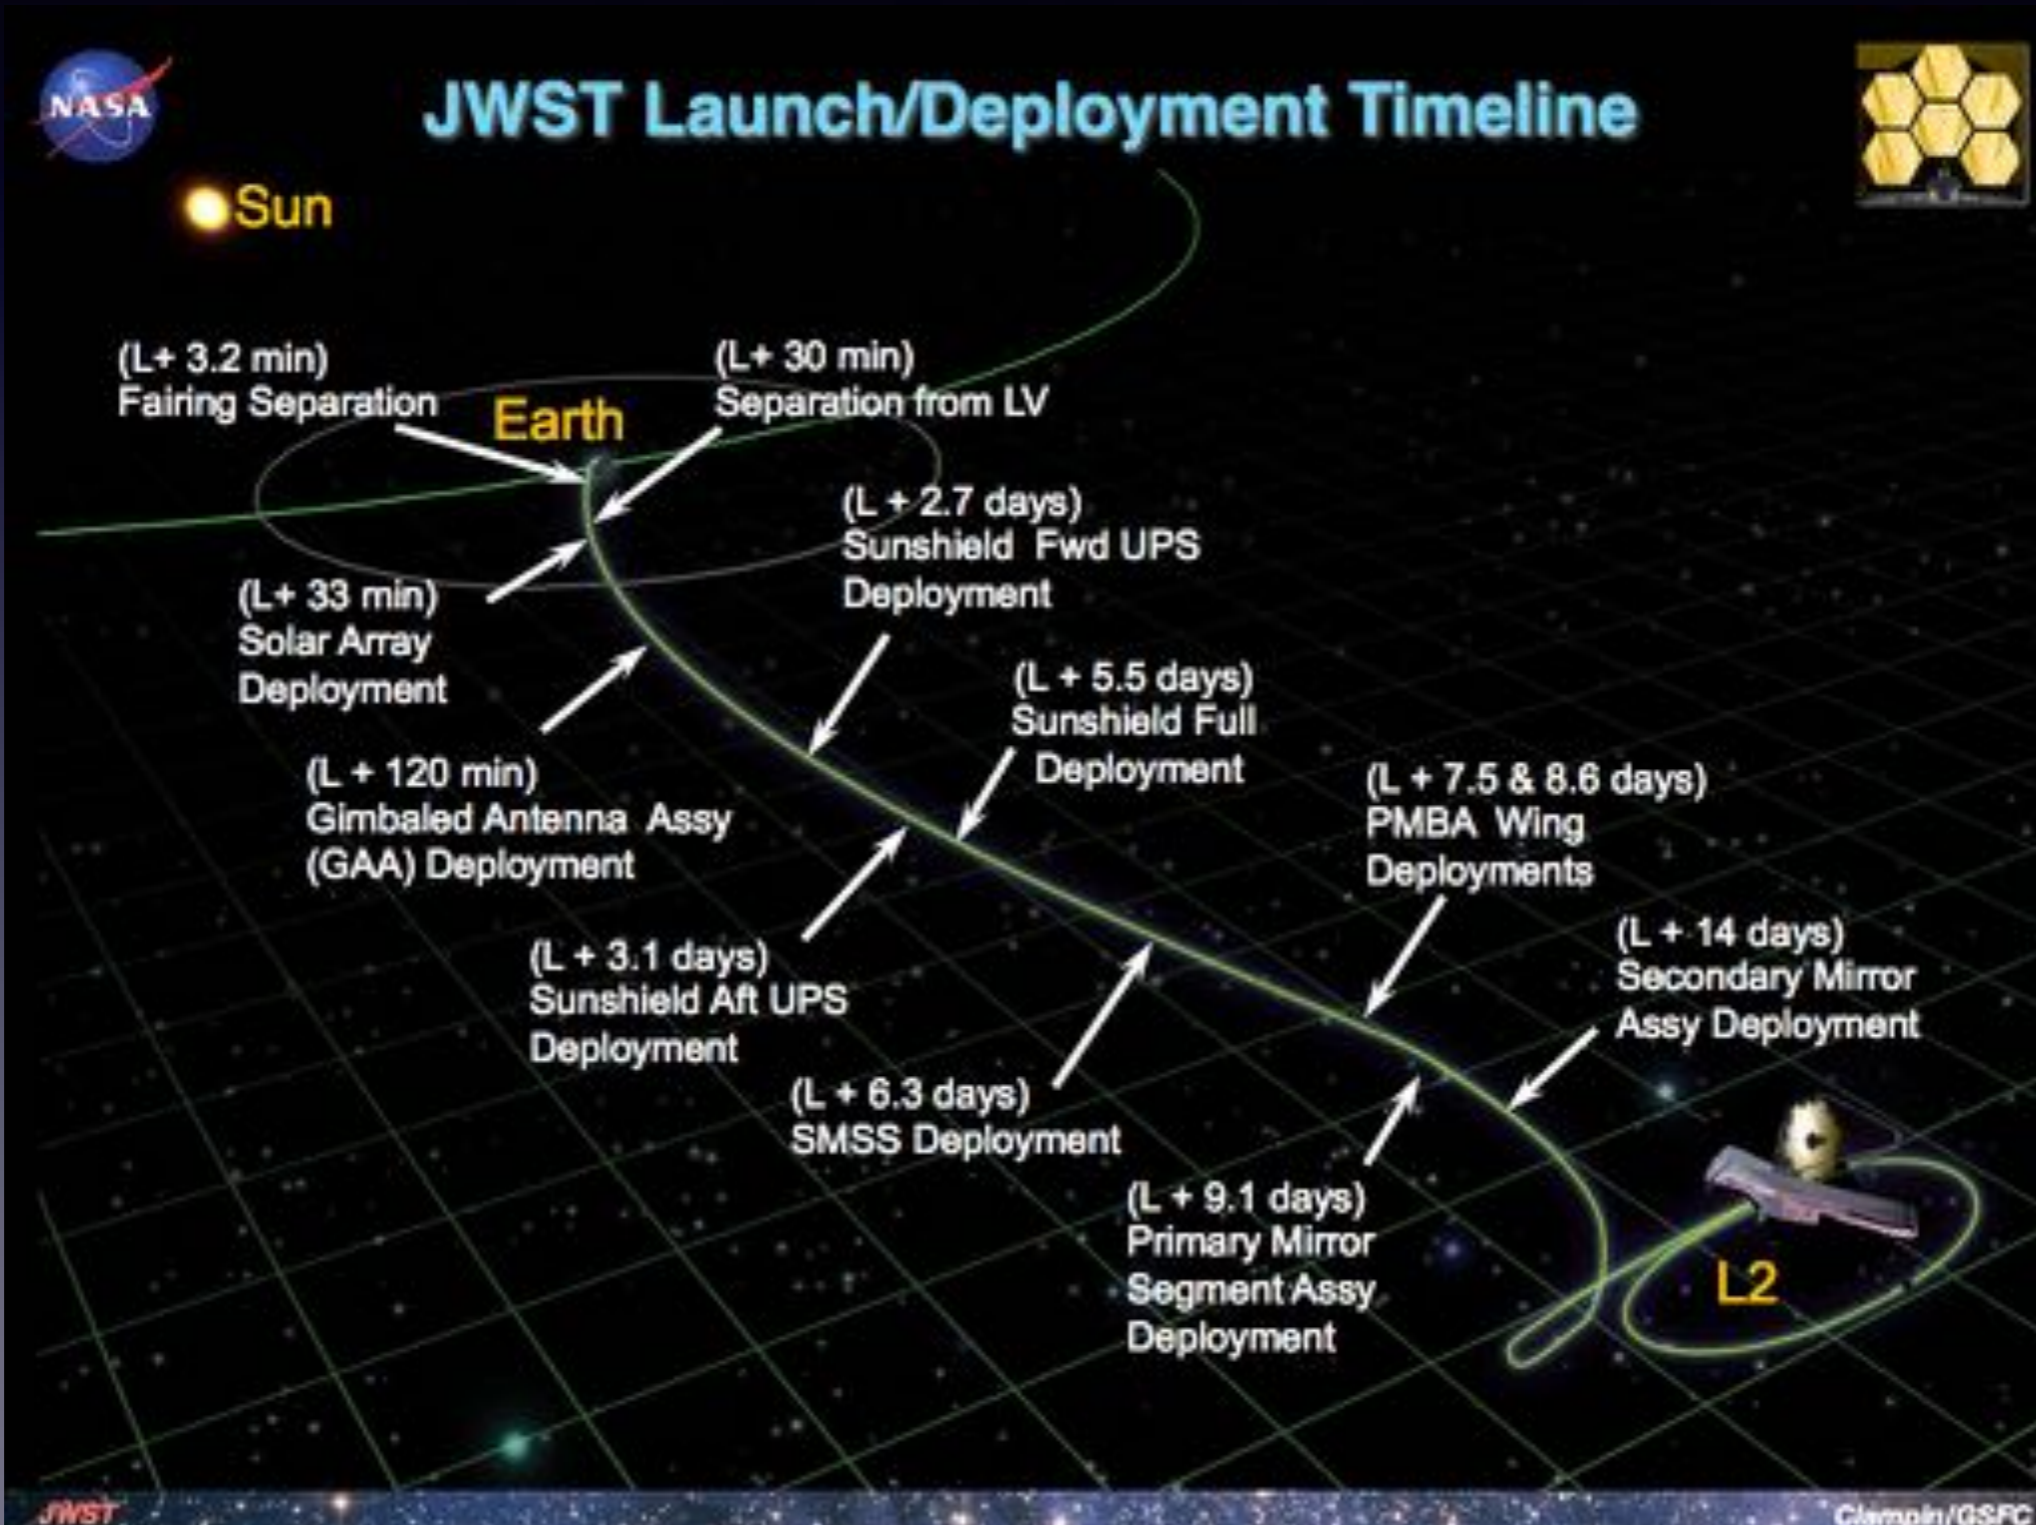 NASA
JWST Launch/Deployment Timeline
Sun
(L+ 3.2 min)
Fairing Separation
Earth
(L+ 30 min)
Separation from LV
(L + 2.7 days)
Sunshield Fwd UPS
Deployment
(L+ 33 min)
Solar Array
Deployment
(L + 5.5 days)
Sunshield Full
Deployment
(L + 120 min)
Gimbaled Antenna Assy
(GAA) Deployment
(L + 7.5 & 8.6 days)
PMBA Wing
Deployments
(L + 3.1 days)
Sunshield Aft UPS
Deployment
(L + 14 days)
Secondary Mirror
Assy Deployment
(L + 6.3 days)
SMSS Deployment
(L + 9.1 days)
Primary Mirror
Segment Assy
Deployment
L2
JWST
Clampin/GSFC